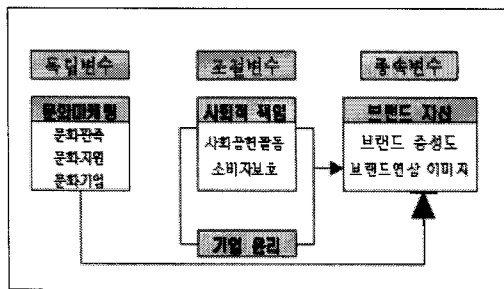 독립변수
조절변수
종속변수
문화마케팅
문화판촉
문화지원
문화기업
사회적 책임
사회공헌활동
소비자보호
기업 윤리
브랜드 자산
브랜드 충성도
브랜드연상 이미지